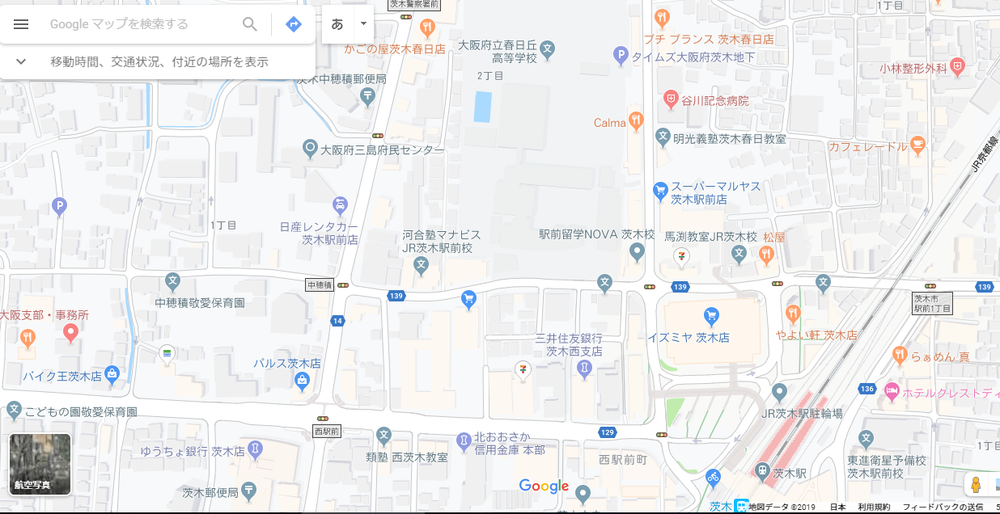 Google マップを検索する
あ
移動時間、交通状況、付近の場所を表示
茨木警察署前
1丁目
かごの屋茨木春日店
大阪府立春日丘
高等学校
プチ プランス 茨木春日店
タイムズ大阪府茨木地下
小林整形外科
2丁目
茨木中穂積郵便局
谷川記念病院
Calma
明光義塾茨木春日教室
大阪府三島府民センター
カフェレードル
JR京都線
スーパーマルヤス
茨木駅前店
1丁目
日産レンタカー
茨木駅前店
河合塾マナビス
JR茨木駅前校
駅前留学NOVA 茨木校
馬渕教室JR茨木校
松屋
中穂積
139
139
139
中穂積敬愛保育園
茨木市
駅前1丁目
大阪支部・事務所
14
三井住友銀行
茨木西支店
イズミヤ 茨木店
やよい軒 茨木店
らぁめん 真
バイク王茨木店
パルス茨木店
136
ホテルクレストディ
こどもの園敬愛保育園
JR茨木駅駐輪場
西駅前
129
ゆうちょ銀行 茨木店
類塾 西茨木教室
北おおさか
信用金庫 本部
西駅前町
1丁目
東進衛星予備校
茨木駅前校
茨木駅
航空写真
茨木郵便局
Google
茨木
地図データ ©2019
日本
利用規約
フィードバックの送信
5